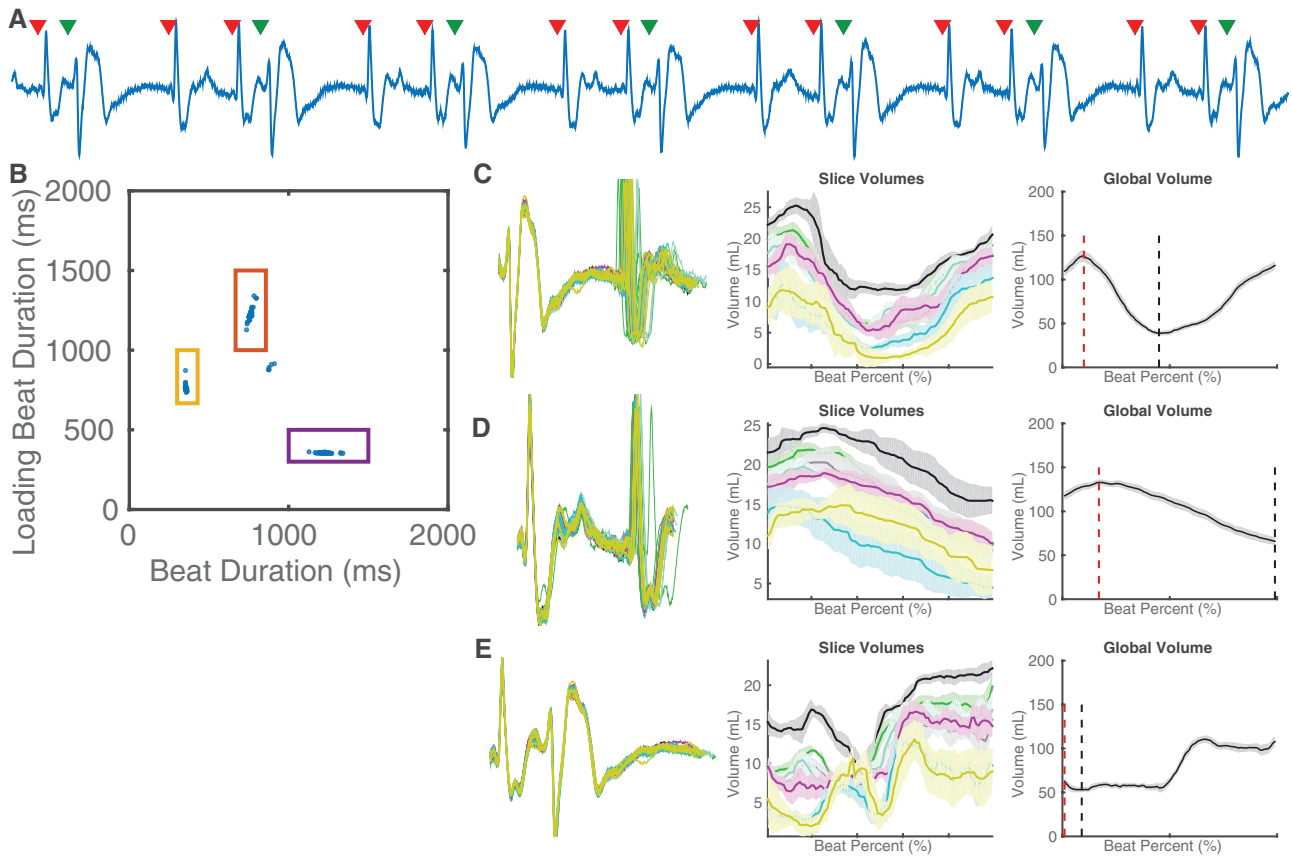 A
B
2000
1500
1000
500
0
Loading Beat Duration (ms)
0
1000
2000
Beat Duration (ms)
C
Slice Volumes
25
20
15
10
5
0
Volume (mL)
Beat Percent (%)
Global Volume
200
150
100
50
0
Volume (mL)
Beat Percent (%)
D
Slice Volumes
25
20
15
10
5
Volume (mL)
Beat Percent (%)
Global Volume
200
150
100
50
0
Volume (mL)
Beat Percent (%)
E
Slice Volumes
20
15
10
5
Volume (mL)
Beat Percent (%)
Global Volume
200
150
100
50
0
Volume (mL)
Beat Percent (%)